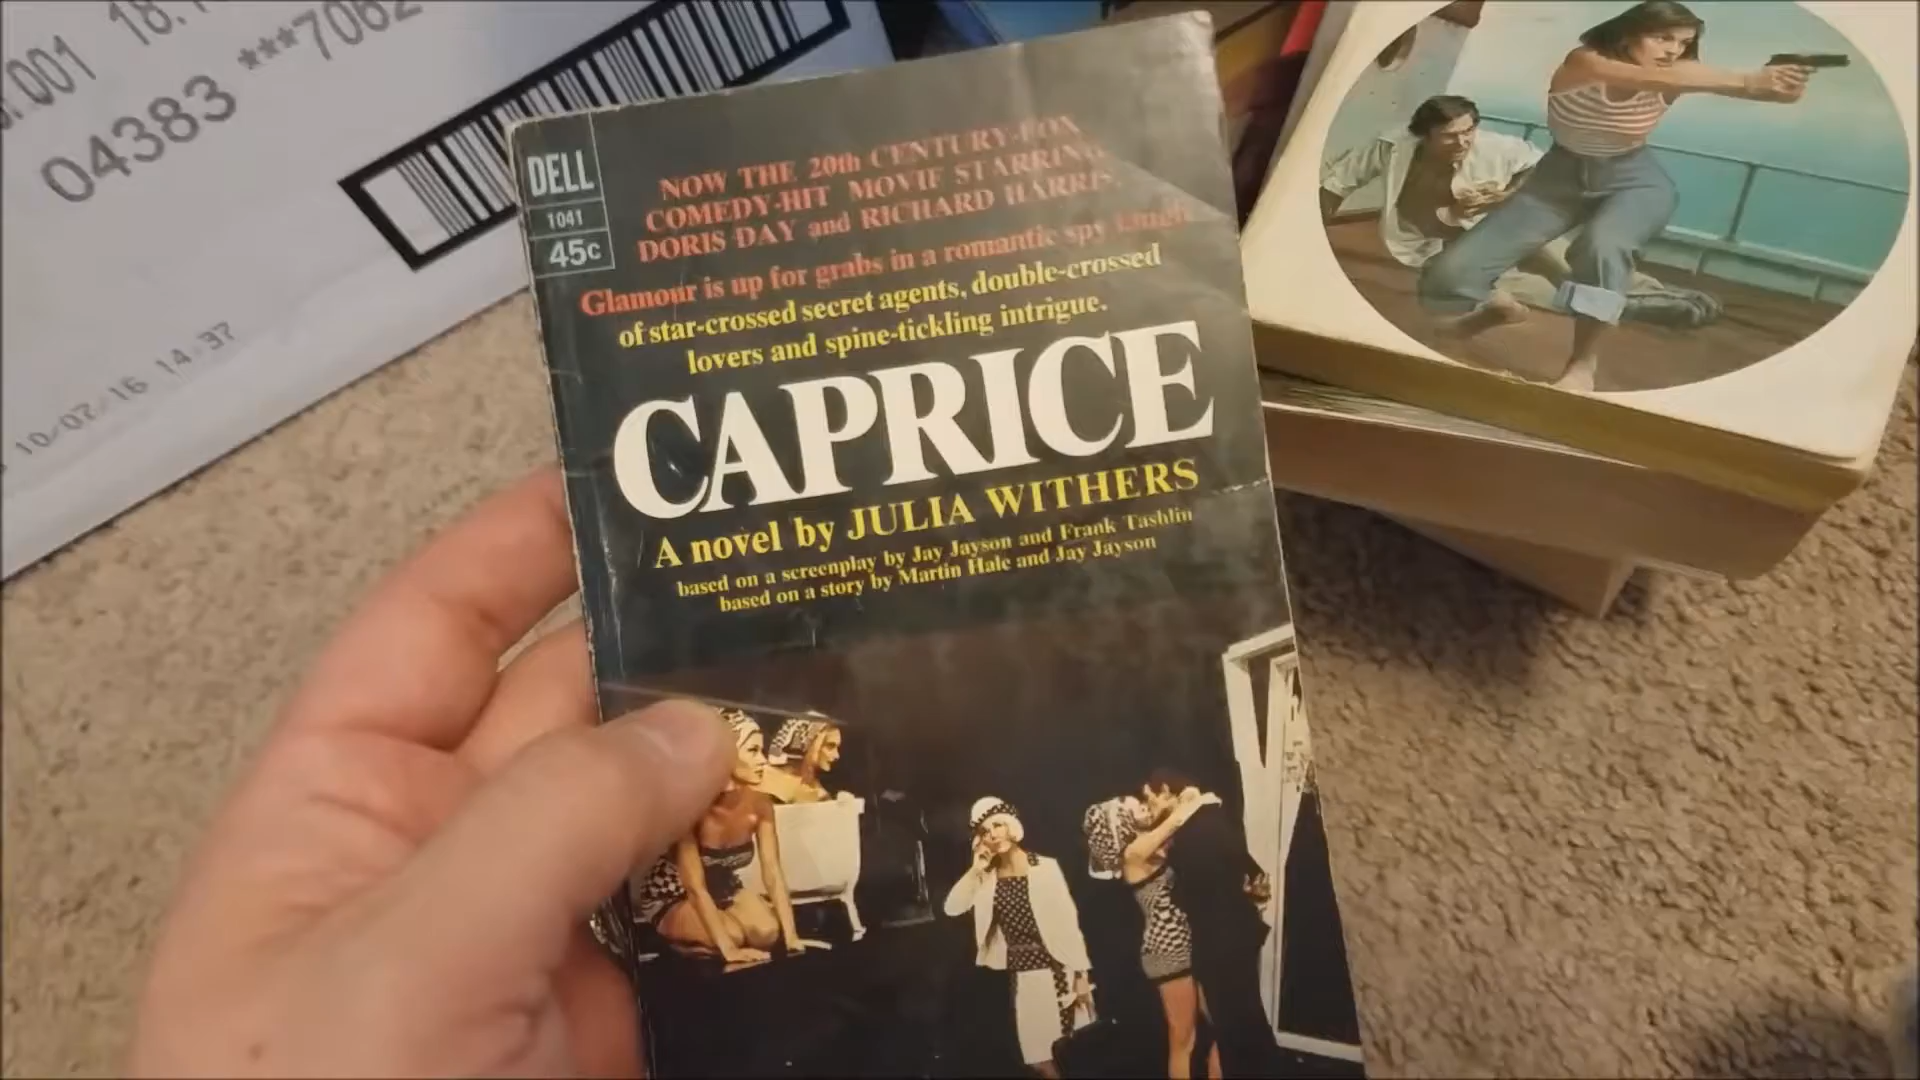 001 18.1
04383 ***7062
10/02/16 14:37
DELL
1041
45c
NOW THE 20th CENTURY-FOX
COMEDY-HIT MOVIE STARRING
DORIS DAY and RICHARD HARRIS.
Glamour is up for grabs in a romantic spy laugh
of star-crossed secret agents, double-crossed
lovers and spine-tickling intrigue.
CAPRICE
A novel by JULIA WITHERS
based on a screenplay by Jay Jayson and Frank Tashlin
based on a story by Martin Hale and Jay Jayson